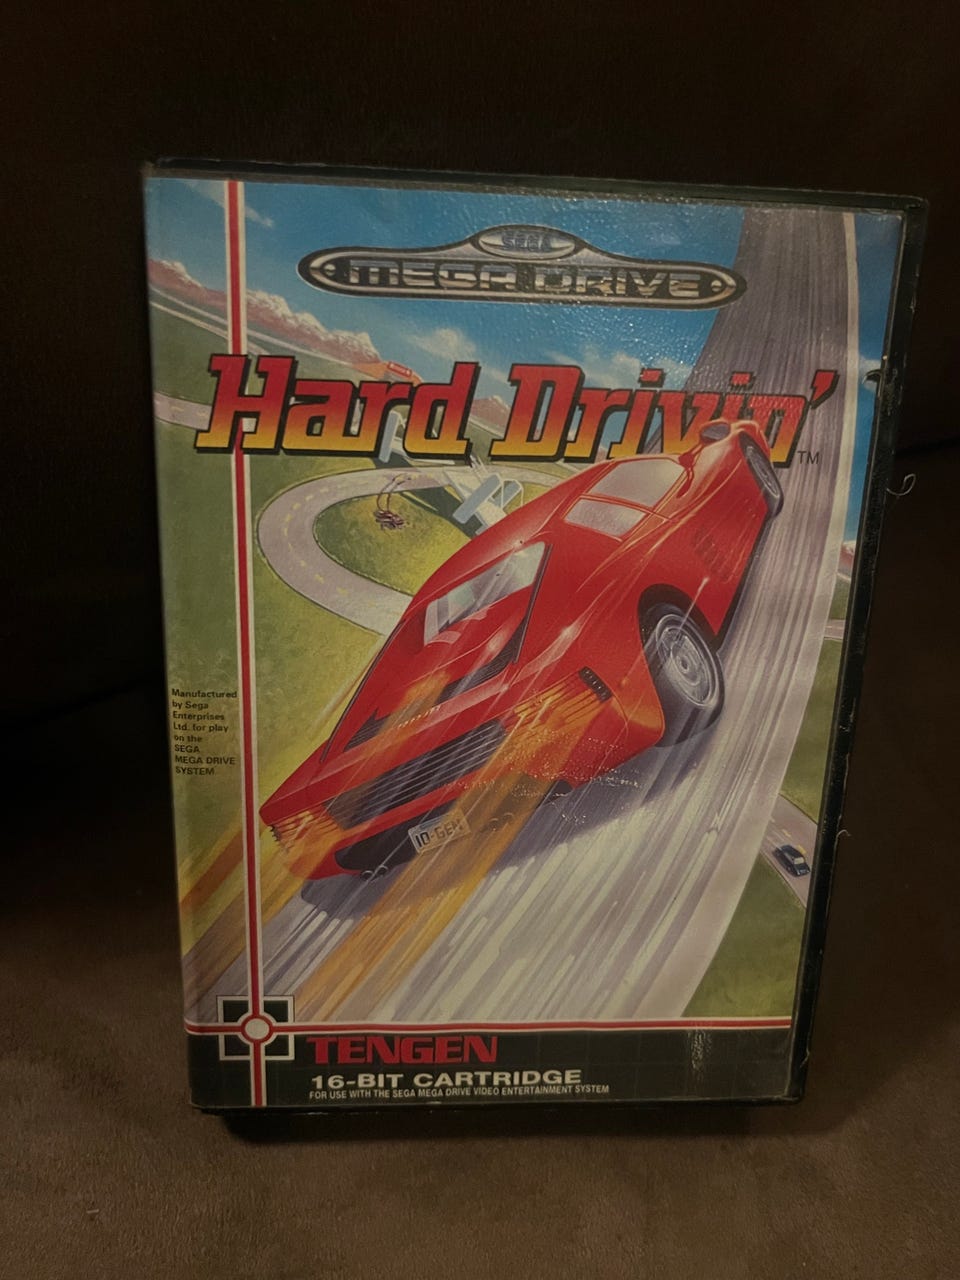 SEGA
MEGA DRIVE
Hard Drivin'
TM
Manufactured
by Sega
Enterprises
Ltd. for play
on the
SEGA
MEGA DRIVE
SYSTEM
10-GEN
TENGEN
16-BIT CARTRIDGE
FOR USE WITH THE SEGA MEGA DRIVE VIDEO ENTERTAINMENT SYSTEM